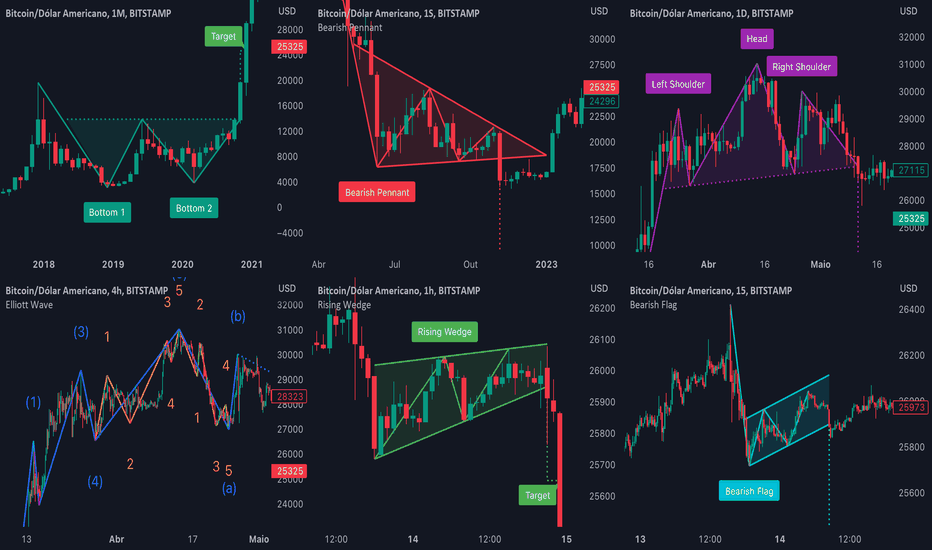 Bitcoin/Dólar Americano, 1M, BITSTAMP
USD
Target
25325
24000
20000
16000
12000
8000
4000
0
−4000
Bottom 1
Bottom 2
2018
2019
2020
2021
Bitcoin/Dólar Americano, 1S, BITSTAMP
Bearish Pennant
USD
30000
27500
25325
24296
22500
20000
17500
15000
12500
10000
Bearish Pennant
Abr
Jul
Out
2023
Bitcoin/Dólar Americano, 1D, BITSTAMP
USD
Head
Left Shoulder
Right Shoulder
32000
31000
30000
29000
28000
27115
26000
25325
25000
16
Abr
16
Maio
16
Bitcoin/Dólar Americano, 4h, BITSTAMP
Elliott Wave
USD
32000
31000
30000
29000
28323
27000
26000
25325
24000
(1)
(3)
1
3
5
2
(b)
4
4
1
2
(4)
3
5
(a)
13
Abr
17
Maio
Bitcoin/Dólar Americano, 1h, BITSTAMP
Rising Wedge
USD
Rising Wedge
26200
26100
26000
25900
25800
25700
25600
Target
12:00
14
12:00
15
Bitcoin/Dólar Americano, 15, BITSTAMP
Bearish Flag
USD
26400
26200
25973
25800
25600
Bearish Flag
13
12:00
14
12:00